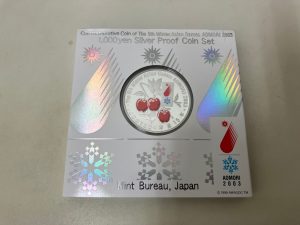 Commemorative Coin of The 5th Winter Asian Games, AOMORI 2003
1,000yen Silver Proof Coin Set
AOMORI
2003
Mint Bureau, Japan